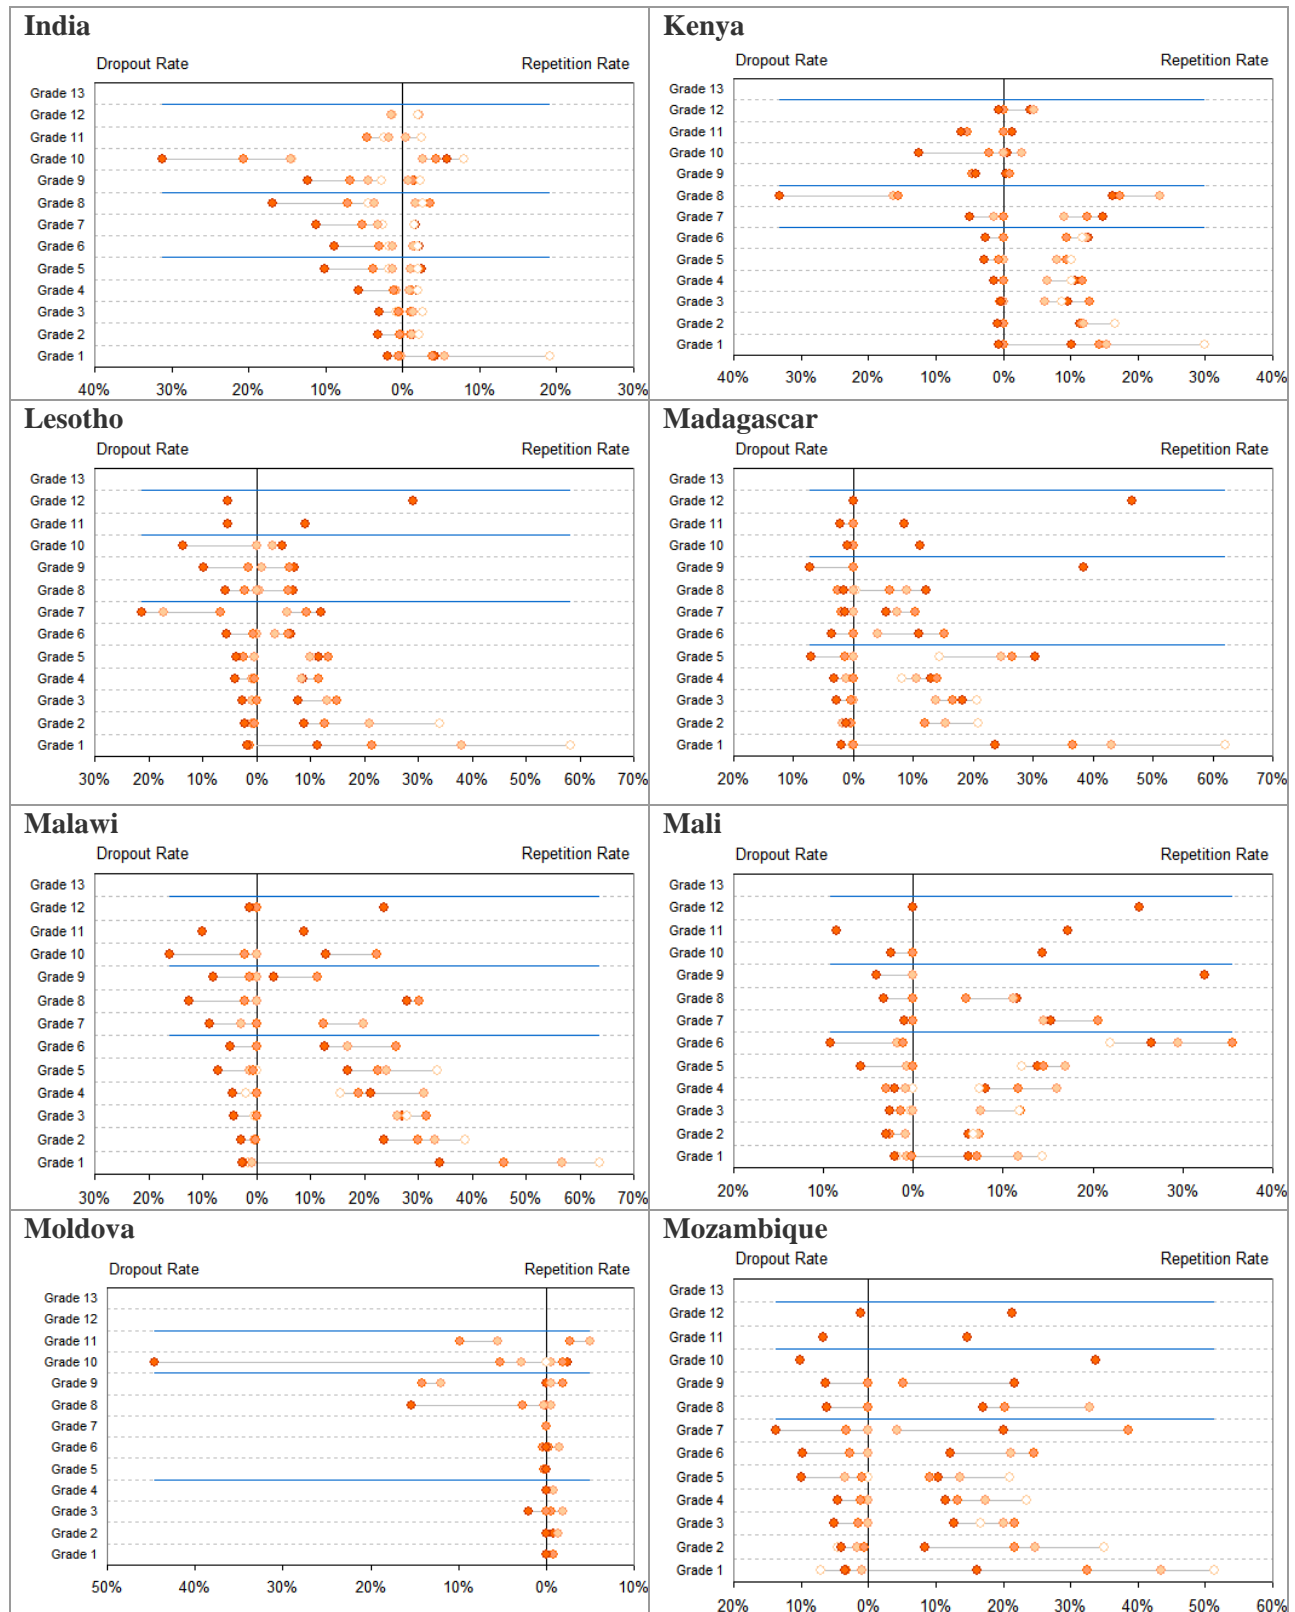 India
Dropout Rate Repetition Rate
Grade 13
Grade 12
Grade 11
Grade 10
Grade 9
Grade 8
Grade 7
Grade 6
Grade 5
Grade 4
Grade 3
Grade 2
Grade 1
40% 30% 20% 10% 0% 10% 20% 30%
Kenya
Dropout Rate Repetition Rate
Grade 13
Grade 12
Grade 11
Grade 10
Grade 9
Grade 8
Grade 7
Grade 6
Grade 5
Grade 4
Grade 3
Grade 2
Grade 1
40% 30% 20% 10% 0% 10% 20% 30% 40%
Lesotho
Dropout Rate Repetition Rate
Grade 13
Grade 12
Grade 11
Grade 10
Grade 9
Grade 8
Grade 7
Grade 6
Grade 5
Grade 4
Grade 3
Grade 2
Grade 1
30% 20% 10% 0% 10% 20% 30% 40% 50% 60% 70%
Madagascar
Dropout Rate Repetition Rate
Grade 13
Grade 12
Grade 11
Grade 10
Grade 9
Grade 8
Grade 7
Grade 6
Grade 5
Grade 4
Grade 3
Grade 2
Grade 1
20% 10% 0% 10% 20% 30% 40% 50% 60% 70%
Malawi
Dropout Rate Repetition Rate
Grade 13
Grade 12
Grade 11
Grade 10
Grade 9
Grade 8
Grade 7
Grade 6
Grade 5
Grade 4
Grade 3
Grade 2
Grade 1
30% 20% 10% 0% 10% 20% 30% 40% 50% 60% 70%
Mali
Dropout Rate Repetition Rate
Grade 13
Grade 12
Grade 11
Grade 10
Grade 9
Grade 8
Grade 7
Grade 6
Grade 5
Grade 4
Grade 3
Grade 2
Grade 1
20% 10% 0% 10% 20% 30% 40%
Moldova
Dropout Rate Repetition Rate
Grade 13
Grade 12
Grade 11
Grade 10
Grade 9
Grade 8
Grade 7
Grade 6
Grade 5
Grade 4
Grade 3
Grade 2
Grade 1
50% 40% 30% 20% 10% 0% 10%
Mozambique
Dropout Rate Repetition Rate
Grade 13
Grade 12
Grade 11
Grade 10
Grade 9
Grade 8
Grade 7
Grade 6
Grade 5
Grade 4
Grade 3
Grade 2
Grade 1
20% 10% 0% 10% 20% 30% 40% 50% 60%